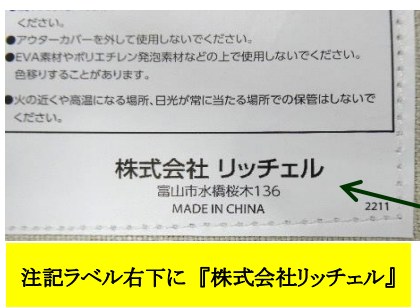 ください。
●アウターカバーを外して使用しないでください。
●EVA素材やポリエチレン発泡素材などの上で使用しないでください。
色移りすることがあります。
●火の近くや高温になる場所、日光が常に当たる場所での保管はしないで
ください。
株式会社 リッチェル
富山市水橋桜木136
MADE IN CHINA
2211
注記ラベル右下に『株式会社リッチェル』